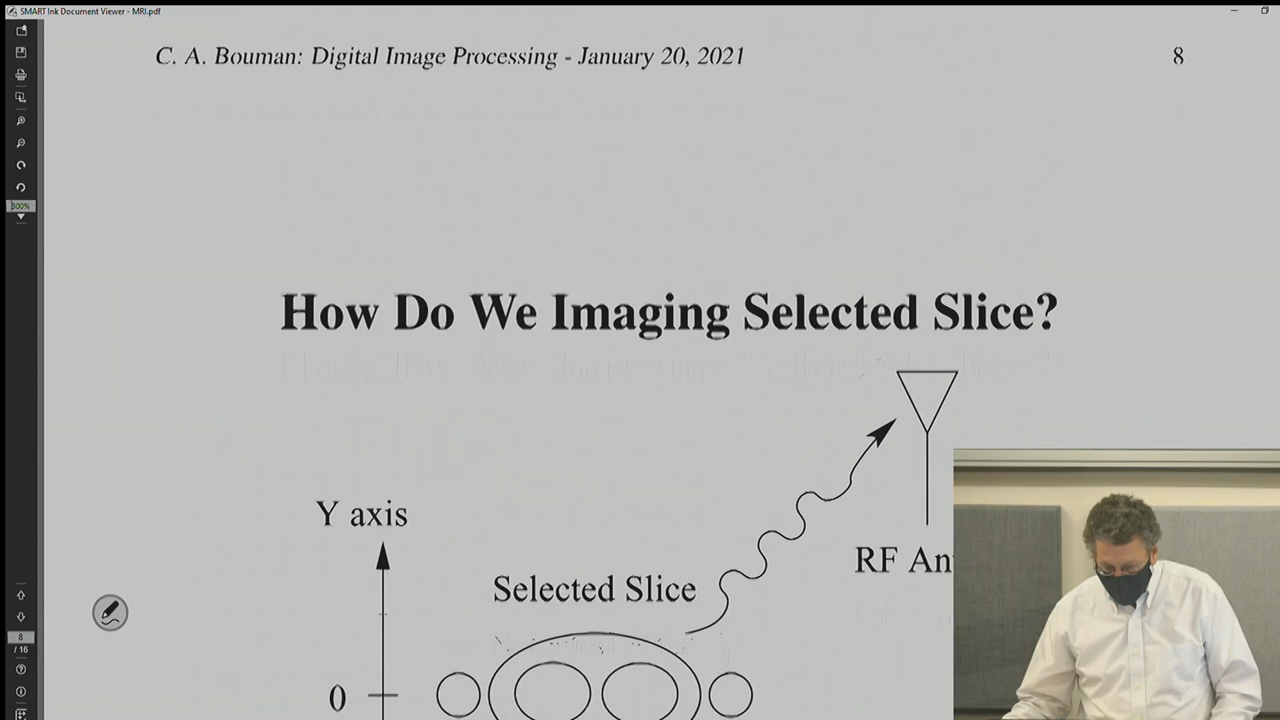 SMART Ink Document Viewer - MRI.pdf
C. A. Bouman: Digital Image Processing - January 20, 2021 8
300%
How Do We Imaging Selected Slice?
Y axis
RF An
Selected Slice
8
/ 16
0